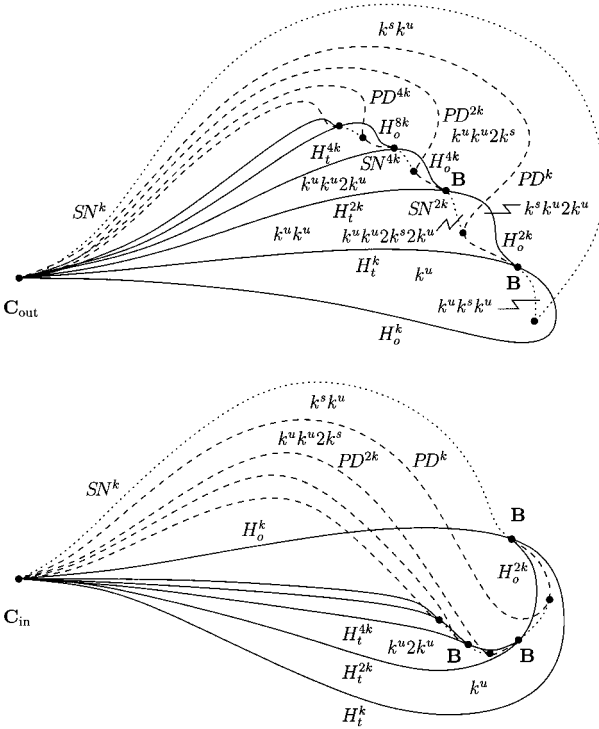 k^s k^u
PD^{4k}
PD^{2k}
H_o^{8k}
k^u k^u 2k^s
H_t^{4k}
SN^{4k}
H_o^{4k}
PD^k
k^u k^u 2k^u
B
SN^k
H_t^{2k}
SN^{2k}
k^s k^u 2k^u
k^u k^u
k^u k^u 2k^s 2k^u
H_o^{2k}
H_t^k
k^u
B
k^u k^s k^u
C_out
H_o^k
k^s k^u
k^u k^u 2k^s
PD^{2k}
PD^k
SN^k
B
H_o^k
H_o^{2k}
C_in
H_t^{4k}
k^u 2k^u
B
B
H_t^{2k}
k^u
H_t^k